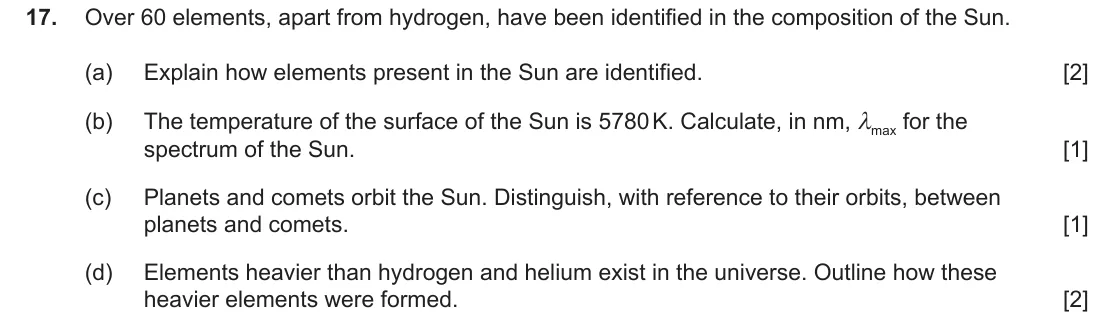 17. Over 60 elements, apart from hydrogen, have been identified in the composition of the Sun.
(a) Explain how elements present in the Sun are identified. [2]
(b) The temperature of the surface of the Sun is 5780 K. Calculate, in nm, λmax for the
spectrum of the Sun. [1]
(c) Planets and comets orbit the Sun. Distinguish, with reference to their orbits, between
planets and comets. [1]
(d) Elements heavier than hydrogen and helium exist in the universe. Outline how these
heavier elements were formed. [2]